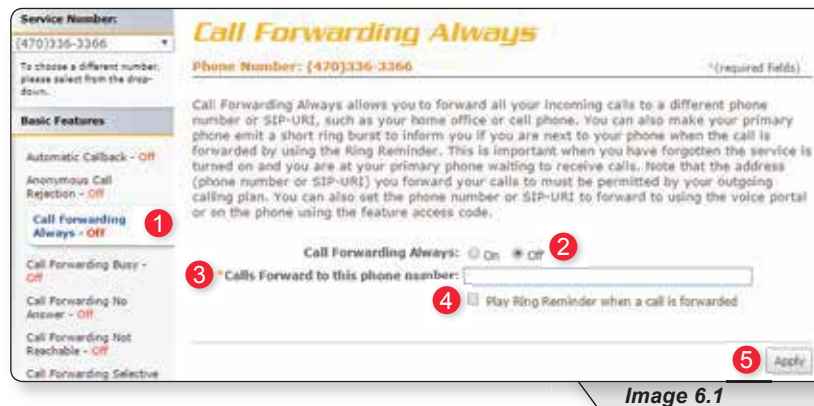 Service Number:
(470)336-3366
To choose a different number,
please select from the drop-
down.
Basic Features
Automatic Callback - Off
Anonymous Call
Rejection - Off
Call Forwarding
Always - Off
1
Call Forwarding Busy -
Off
Call Forwarding No
Answer - Off
Call Forwarding Not
Reachable - Off
Call Forwarding Selective
Call Forwarding Always
Phone Number: (470)336-3366
*(required fields)
Call Forwarding Always allows you to forward all your incoming calls to a different phone
number or SIP-URI, such as your home office or cell phone. You can also make your primary
phone emit a short ring burst to inform you if you are next to your phone when the call is
forwarded by using the Ring Reminder. This is important when you have forgotten the service is
turned on and you are at your primary phone waiting to receive calls. Note that the address
(phone number or SIP-URI) you forward your calls to must be permitted by your outgoing
calling plan. You can also set the phone number or SIP-URI to forward to using the voice portal
or on the phone using the feature access code.
Call Forwarding Always: On Off 2
3 *Calls Forward to this phone number:
4 Play Ring Reminder when a call is forwarded
5 Apply
Image 6.1